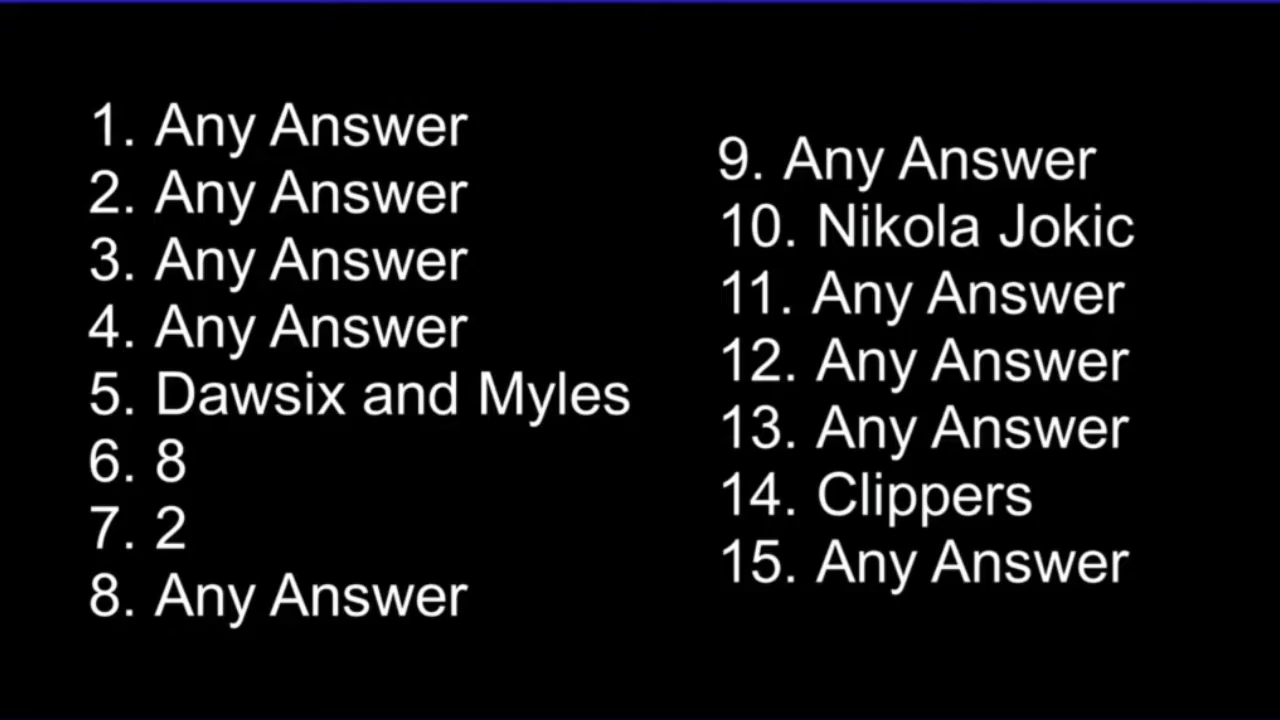 1. Any Answer
2. Any Answer
3. Any Answer
4. Any Answer
5. Dawsix and Myles
6. 8
7. 2
8. Any Answer
9. Any Answer
10. Nikola Jokic
11. Any Answer
12. Any Answer
13. Any Answer
14. Clippers
15. Any Answer